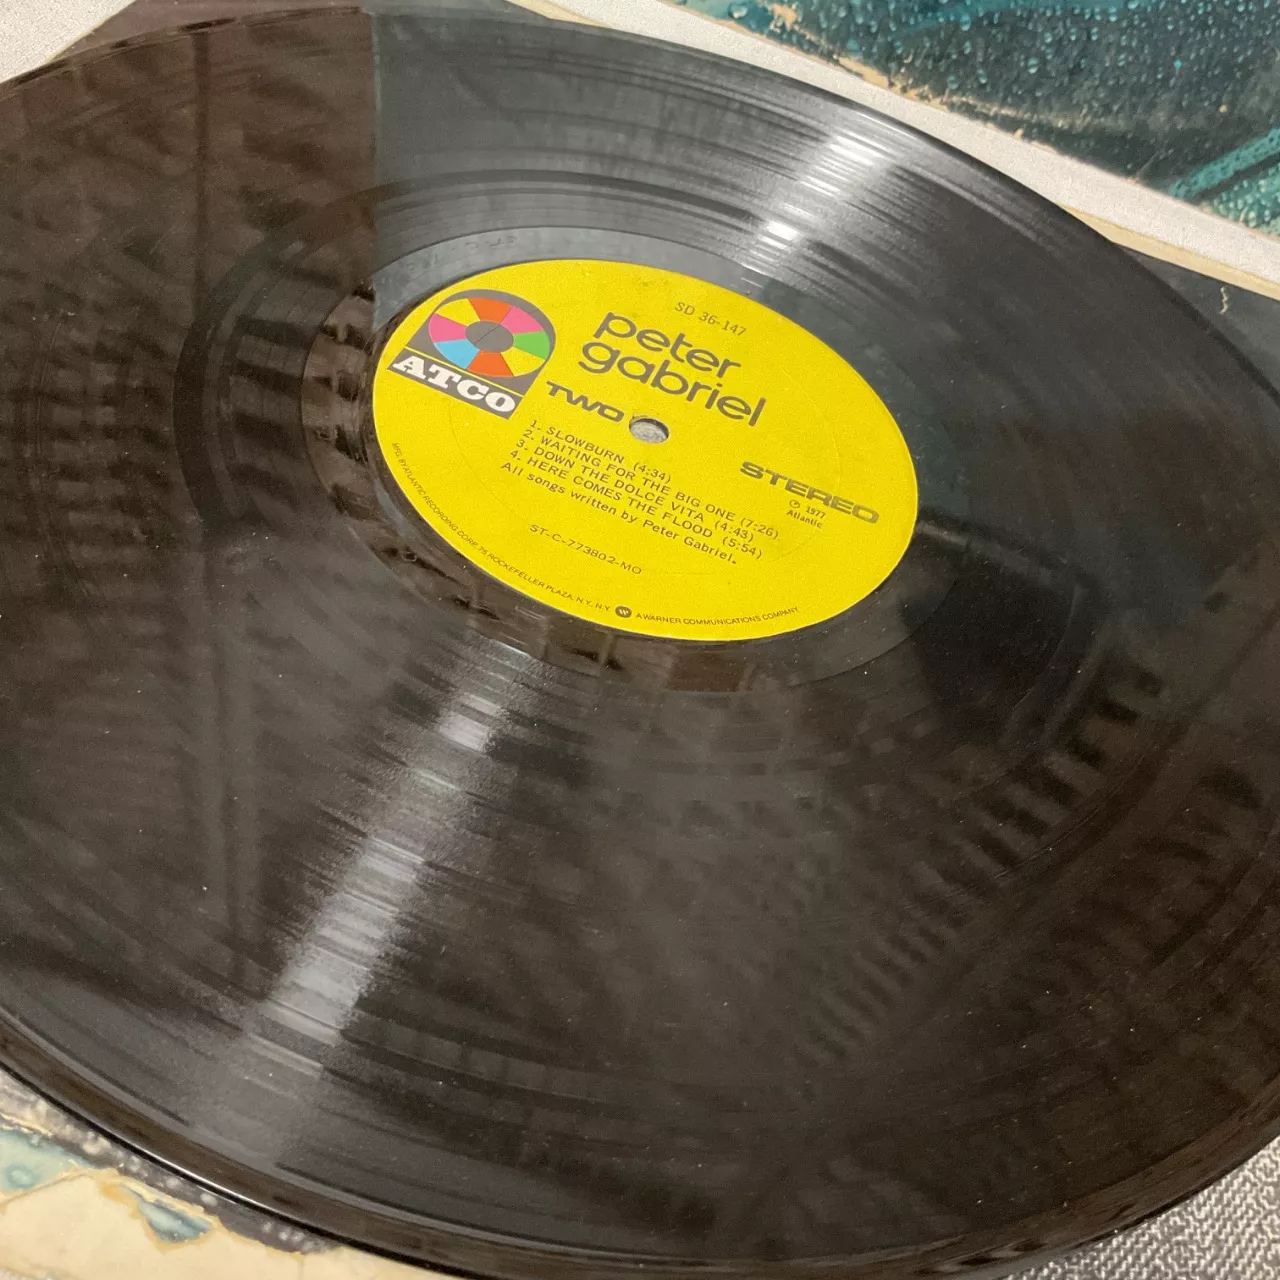 SD 36-147
peter
gabriel
ATCO
TWO
STEREO
℗ 1977
Atlantic
1. SLOWBURN (4:34)
2. WAITING FOR THE BIG ONE (7:26)
3. DOWN THE DOLCE VITA (4:43)
4. HERE COMES THE FLOOD (5:54)
All songs written by Peter Gabriel.
ST-C-773802-MO
MFG. BY ATLANTIC RECORDING CORP., 75 ROCKEFELLER PLAZA, N.Y., N.Y. A WARNER COMMUNICATIONS COMPANY